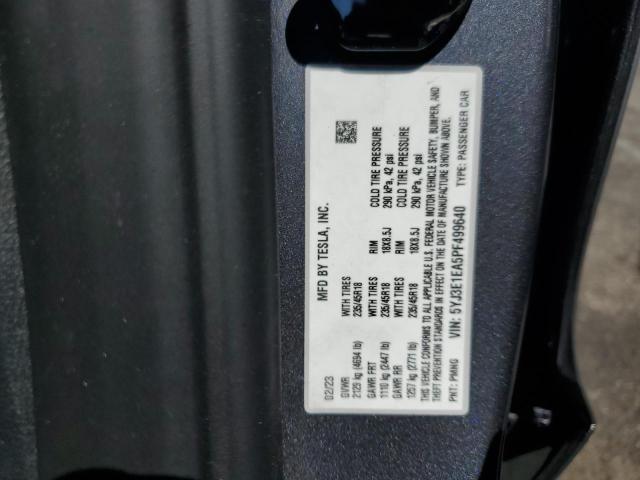 MFD BY TESLA, INC.
02/23
GVWR WITH TIRES RIM COLD TIRE PRESSURE
2129 kg (4694 lb) 235/45R18
GAWR FRT WITH TIRES RIM COLD TIRE PRESSURE
1110 kg (2447 lb) 235/45R18 18X8.5J 290 kPa, 42 psi
GAWR RR WITH TIRES RIM COLD TIRE PRESSURE
1257 kg (2771 lb) 235/45R18 18X8.5J 290 kPa, 42 psi
THIS VEHICLE CONFORMS TO ALL APPLICABLE U.S. FEDERAL MOTOR VEHICLE SAFETY, BUMPER, AND
THEFT PREVENTION STANDARDS IN EFFECT ON THE DATE OF MANUFACTURE SHOWN ABOVE.
PNT: PMNG VIN: 5YJ3E1EA5PF499640 TYPE: PASSENGER CAR